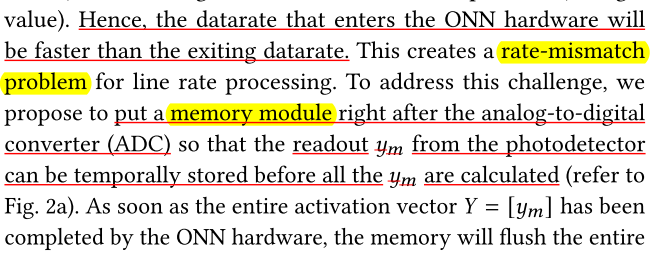 value). Hence, the datarate that enters the ONN hardware will
be faster than the exiting datarate. This creates a rate-mismatch
problem for line rate processing. To address this challenge, we
propose to put a memory module right after the analog-to-digital
converter (ADC) so that the readout yₘ from the photodetector
can be temporally stored before all the yₘ are calculated (refer to
Fig. 2a). As soon as the entire activation vector Y = [yₘ] has been
completed by the ONN hardware, the memory will flush the entire